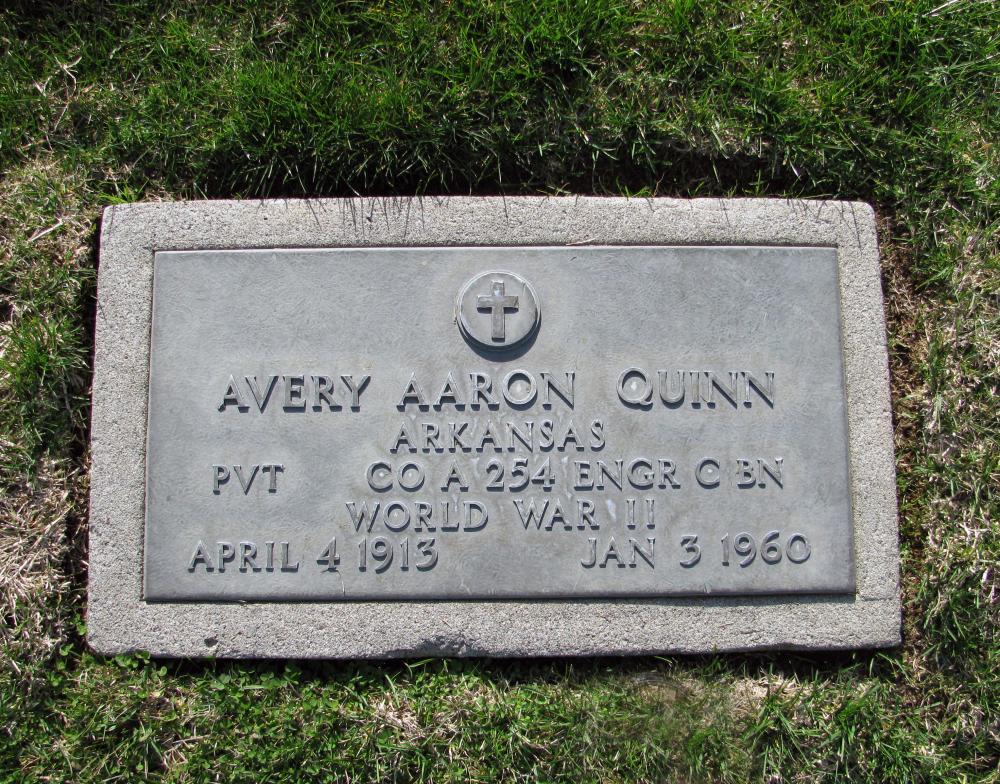 AVERY AARON QUINN
ARKANSAS
PVT CO A 254 ENGR C BN
WORLD WAR II
APRIL 4 1913 JAN 3 1960